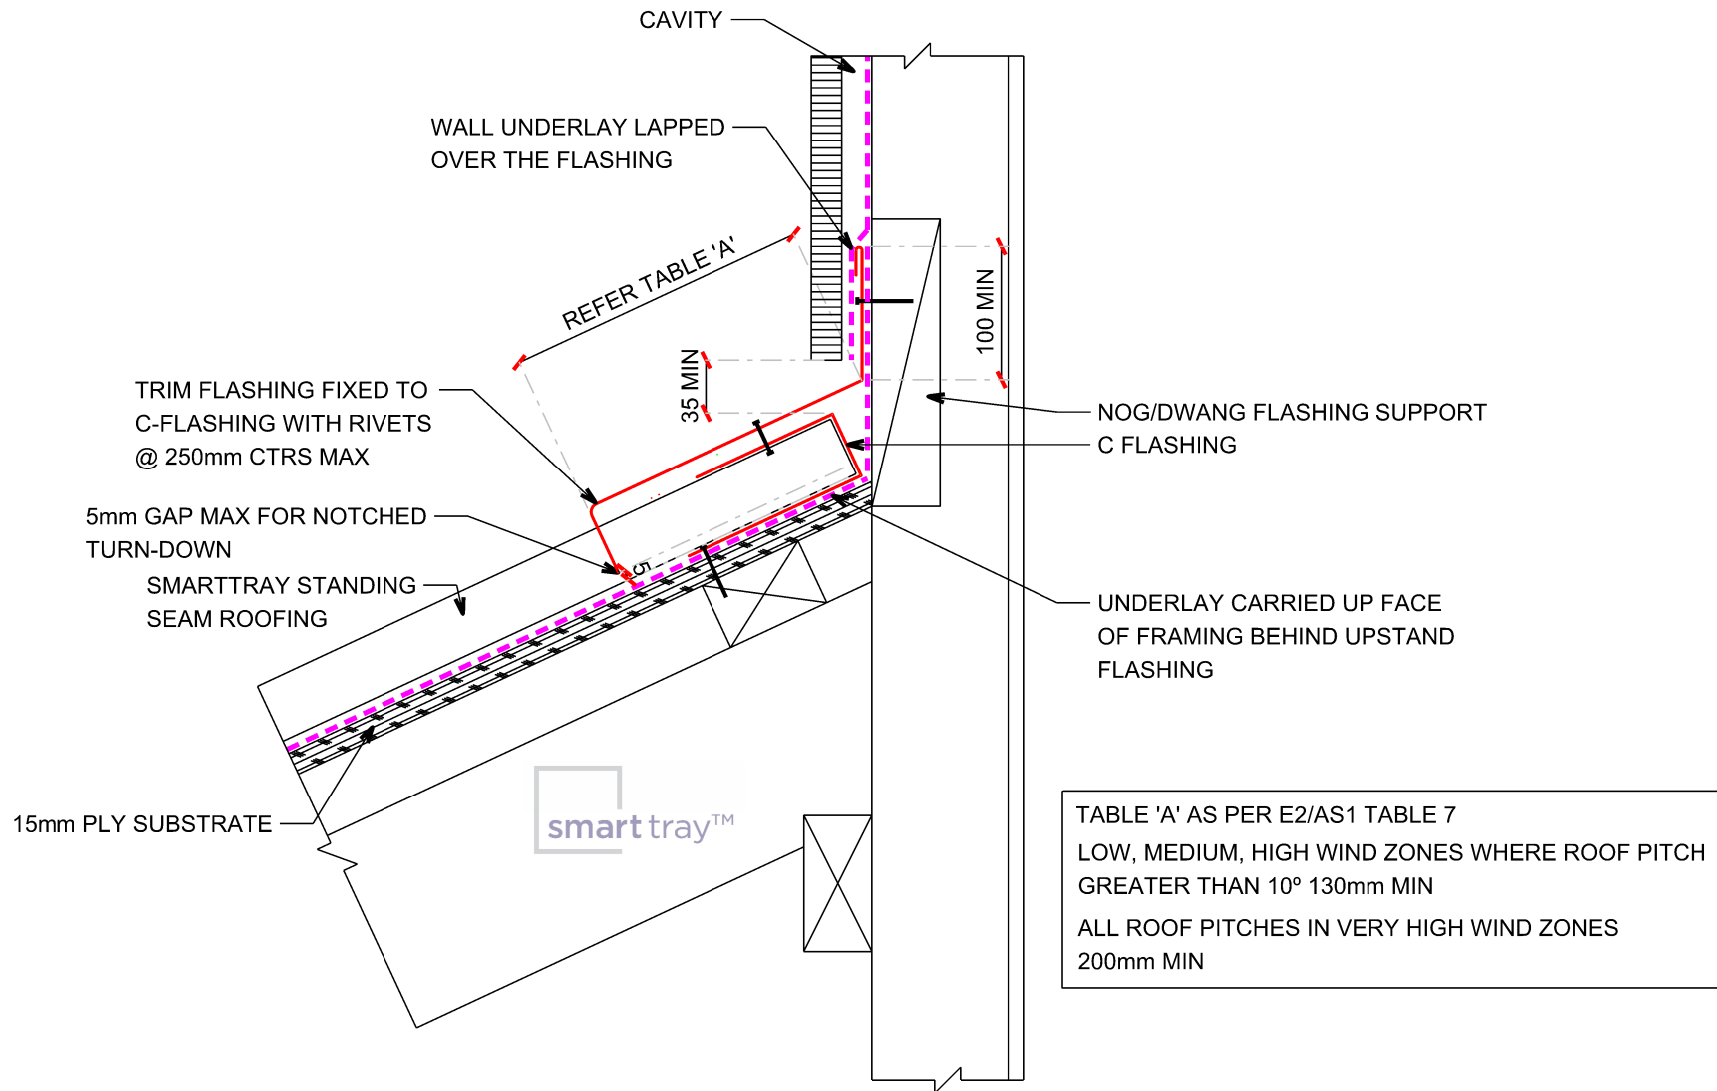 CAVITY
WALL UNDERLAY LAPPED
OVER THE FLASHING
REFER TABLE 'A'
100 MIN
35 MIN
TRIM FLASHING FIXED TO
C-FLASHING WITH RIVETS
@ 250mm CTRS MAX
NOG/DWANG FLASHING SUPPORT
C FLASHING
5mm GAP MAX FOR NOTCHED
TURN-DOWN
5
SMARTTRAY STANDING
SEAM ROOFING
UNDERLAY CARRIED UP FACE
OF FRAMING BEHIND UPSTAND
FLASHING
15mm PLY SUBSTRATE
smart tray™
TABLE 'A' AS PER E2/AS1 TABLE 7
LOW, MEDIUM, HIGH WIND ZONES WHERE ROOF PITCH
GREATER THAN 10º 130mm MIN
ALL ROOF PITCHES IN VERY HIGH WIND ZONES
200mm MIN